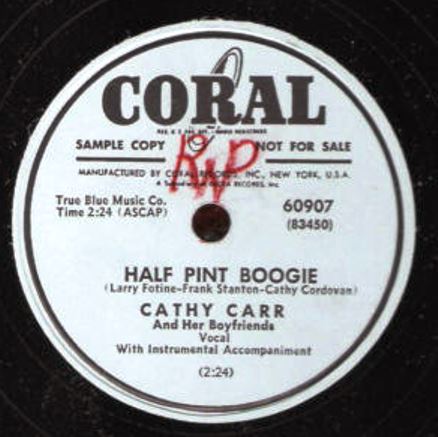 CORAL
SAMPLE COPY NOT FOR SALE
MANUFACTURED BY CORAL RECORDS, INC., NEW YORK, U.S.A.
True Blue Music Co.
Time 2:24 (ASCAP)
60907
(83450)
HALF PINT BOOGIE
(Larry Fotine-Frank Stanton-Cathy Cordovan)
CATHY CARR
And Her Boyfriends
Vocal
With Instrumental Accompaniment
(2:24)